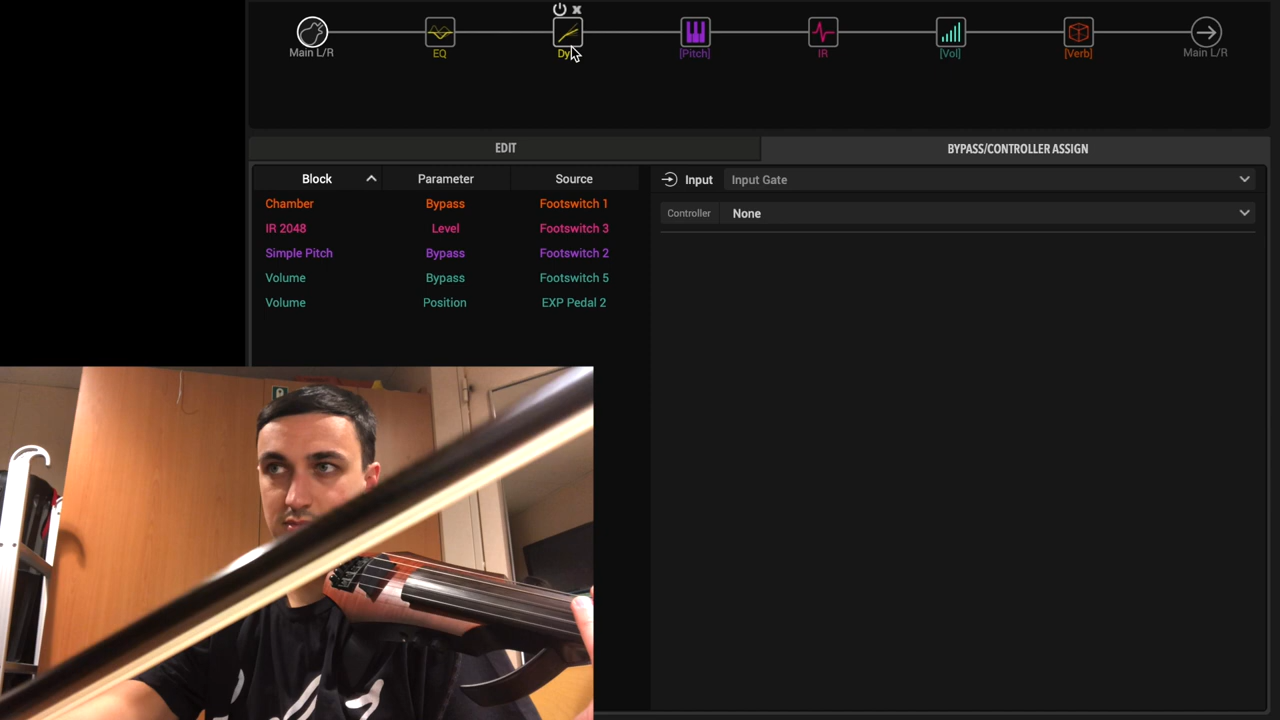 Main L/R
EQ
Dy
[Pitch]
IR
[Vol]
[Verb]
Main L/R
EDIT
BYPASS/CONTROLLER ASSIGN
Block Parameter Source
Chamber Bypass Footswitch 1
IR 2048 Level Footswitch 3
Simple Pitch Bypass Footswitch 2
Volume Bypass Footswitch 5
Volume Position EXP Pedal 2
Input Input Gate
Controller None